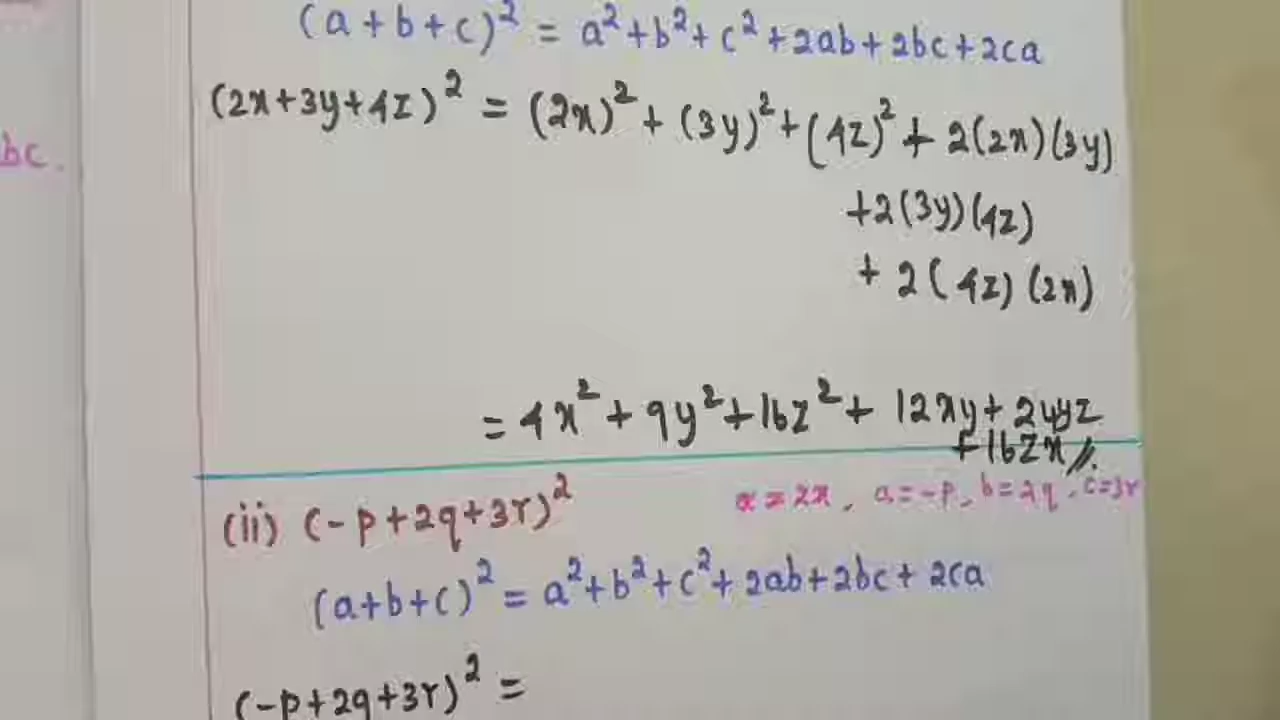 (a+b+c)² = a²+b²+c²+2ab+2bc+2ca
(2x+3y+4z)² = (2x)²+(3y)²+(4z)²+2(2x)(3y)
bc.
+2(3y)(4z)
+2(4z)(2x)
=4x²+9y²+16z²+12xy+24yz
+16zx//.
(ii) (-p+2q+3r)²
a=-p, b=2q, c=3r
(a+b+c)² = a²+b²+c²+2ab+2bc+2ca
(-p+2q+3r)² =